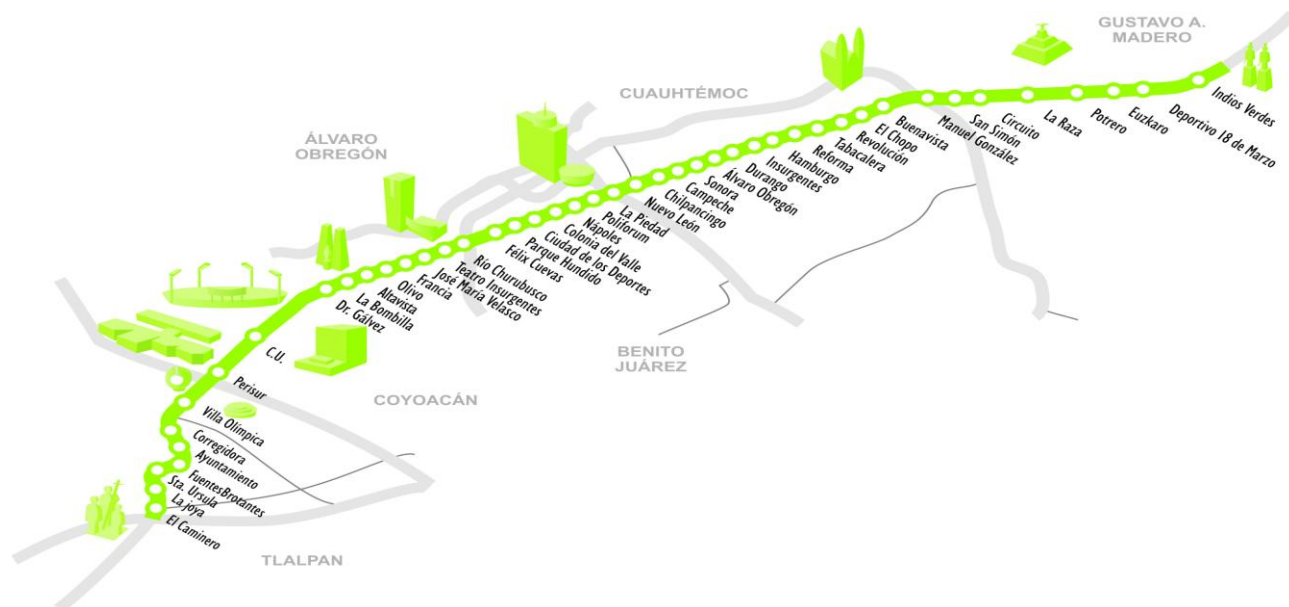 GUSTAVO A.
MADERO
CUAUHTÉMOC
ÁLVARO
OBREGÓN
BENITO
JUÁREZ
COYOACÁN
TLALPAN
Indios Verdes
Deportivo 18 de Marzo
Euzkaro
Potrero
La Raza
Circuito
San Simón
Manuel González
Buenavista
El Chopo
Revolución
Tabacalera
Reforma
Hamburgo
Insurgentes
Durango
Álvaro Obregón
Sonora
Campeche
Chilpancingo
Nuevo León
La Piedad
Poliforum
Nápoles
Colonia del Valle
Ciudad de los Deportes
Parque Hundido
Félix Cuevas
Rio Churubusco
Teatro Insurgentes
José María Velasco
Francia
Olivo
Altavista
La Bombilla
Dr. Gálvez
C.U.
Perisur
Villa Olímpica
Corregidora
Ayuntamiento
FuentesBrotantes
Sta. Ursula
La joya
El Caminero